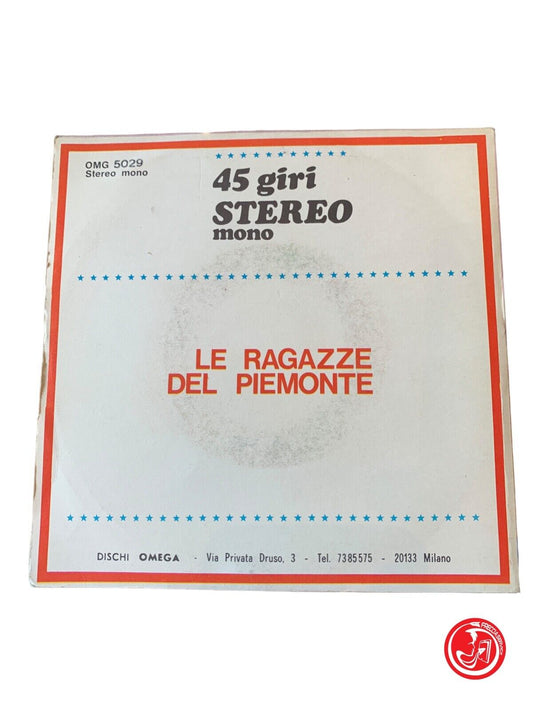 OMG 5029
Stereo mono
45 giri
STEREO
mono
LE RAGAZZE
DEL PIEMONTE
DISCHI OMEGA - Via Privata Druso, 3 - Tel. 7385575 - 20133 Milano